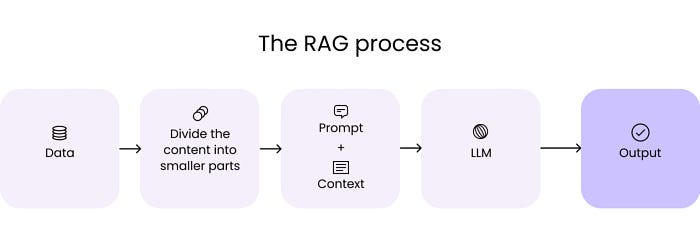 The RAG process
Data
Divide the
content into
smaller parts
Prompt
+
Context
LLM
Output